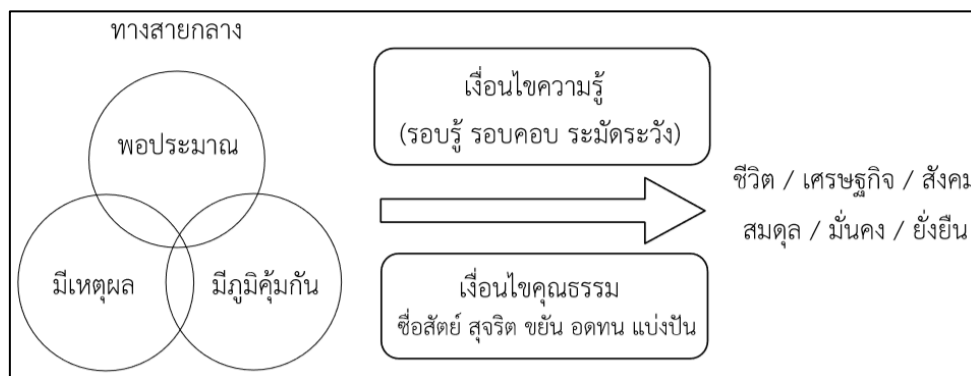 ทางสายกลาง
พอประมาณ
มีเหตุผล
มีภูมิคุ้มกัน
เงื่อนไขความรู้
(รอบรู้ รอบคอบ ระมัดระวัง)
เงื่อนไขคุณธรรม
ซื่อสัตย์ สุจริต ขยัน อดทน แบ่งปัน
ชีวิต / เศรษฐกิจ / สังคม
สมดุล / มั่นคง / ยั่งยืน